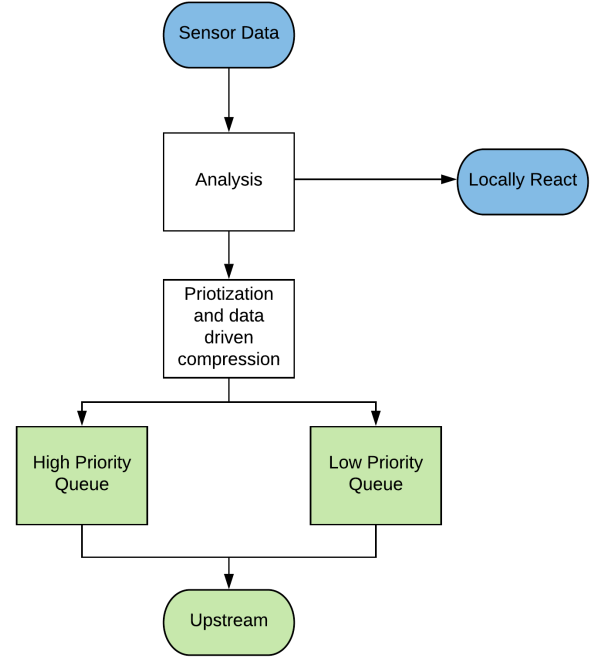 Sensor Data
Analysis
Locally React
Priotization
and data
driven
compression
High Priority
Queue
Low Priority
Queue
Upstream